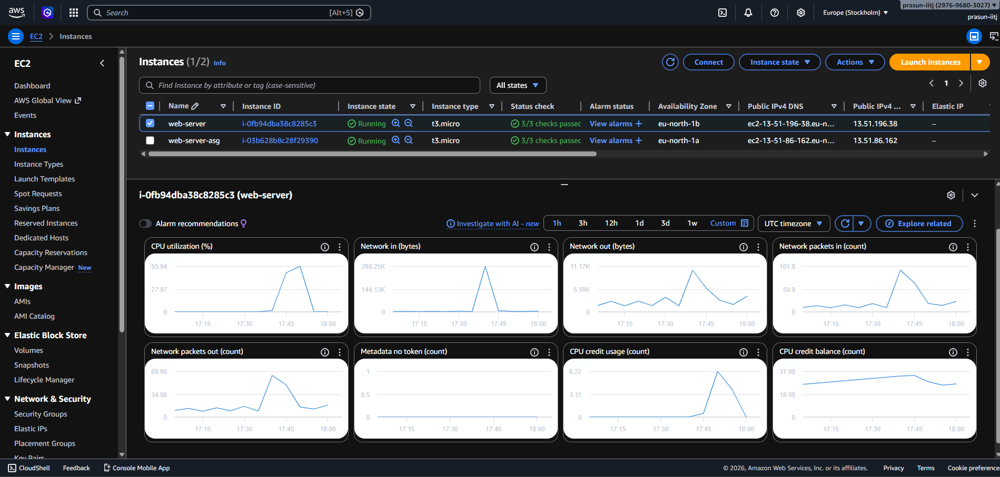 aws
Search [Alt+S]
Europe (Stockholm)
prasun-iitj (2976-9680-3027)
prasun-iitj
EC2 Instances
EC2
Dashboard
AWS Global View
Events
Instances
Instances
Instance Types
Launch Templates
Spot Requests
Savings Plans
Reserved Instances
Dedicated Hosts
Capacity Reservations
Capacity Manager New
Images
AMIs
AMI Catalog
Elastic Block Store
Volumes
Snapshots
Lifecycle Manager
Network & Security
Security Groups
Elastic IPs
Placement Groups
Key Pairs
Instances (1/2) Info
Connect Instance state Actions Launch instances
Find Instance by attribute or tag (case-sensitive) All states 1
Name Instance ID Instance state Instance type Status check Alarm status Availability Zone Public IPv4 DNS Public IPv4 ... Elastic IP
web-server i-0fb94dba38c8285c3 Running t3.micro 3/3 checks passec View alarms + eu-north-1b ec2-13-51-196-38.eu-n... 13.51.196.38 –
web-server-asg i-03b628b8c28f29390 Running t3.micro 3/3 checks passec View alarms + eu-north-1a ec2-13-51-86-162.eu-n... 13.51.86.162 –
i-0fb94dba38c8285c3 (web-server)
Alarm recommendations Investigate with AI - new 1h 3h 12h 1d 3d 1w Custom UTC timezone Explore related
CPU utilization (%)
55.94
27.97
0
17:15 17:30 17:45 18:00
Network in (bytes)
288.25K
144.13K
0
17:15 17:30 17:45 18:00
Network out (bytes)
11.17K
5.59K
0
17:15 17:30 17:45 18:00
Network packets in (count)
101.8
50.9
0
17:15 17:30 17:45 18:00
Network packets out (count)
69.96
34.98
0
17:15 17:30 17:45 18:00
Metadata no token (count)
1
0.5
0
17:15 17:30 17:45 18:00
CPU credit usage (count)
6.22
3.11
0
17:15 17:30 17:45 18:00
CPU credit balance (count)
37.99
18.99
0
17:15 17:30 17:45 18:00
CloudShell Feedback Console Mobile App © 2026, Amazon Web Services, Inc. or its affiliates. Privacy Terms Cookie preferences